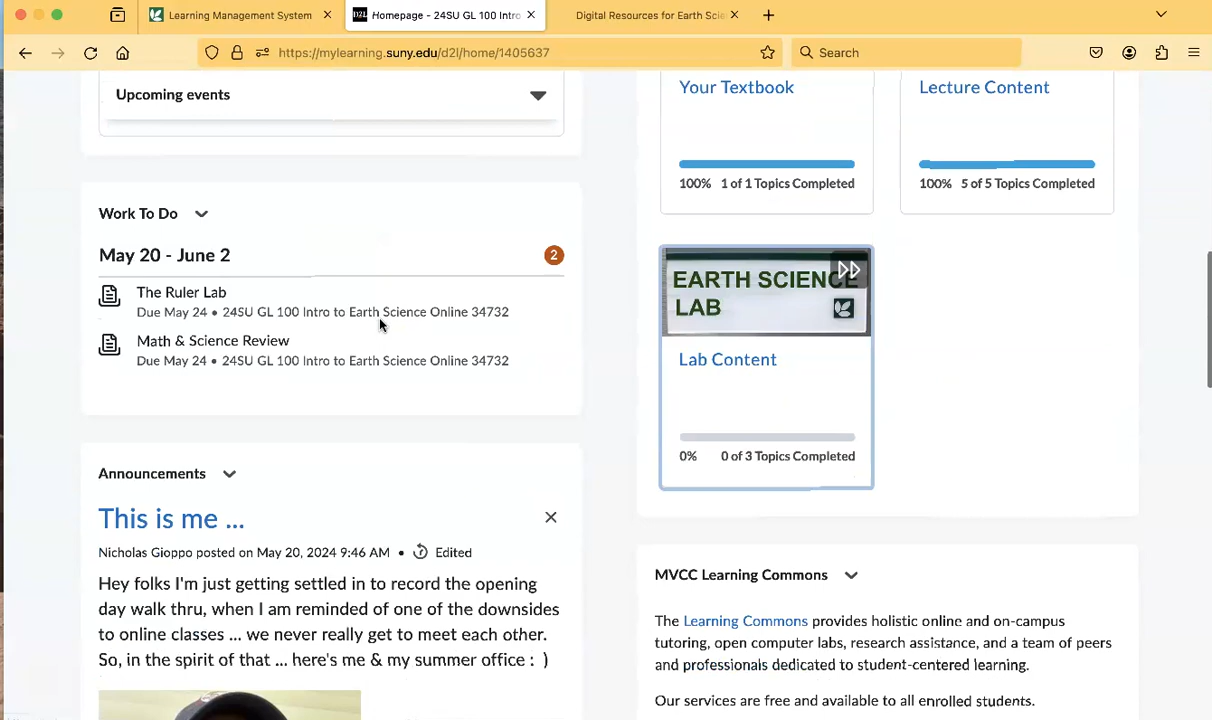 Learning Management System
Homepage - 24SU GL 100 Intro
Digital Resources for Earth Scie
https://mylearning.suny.edu/d2l/home/1405637
Search
Upcoming events
Work To Do
May 20 - June 2
2
The Ruler Lab
Due May 24 • 24SU GL 100 Intro to Earth Science Online 34732
Math & Science Review
Due May 24 • 24SU GL 100 Intro to Earth Science Online 34732
Announcements
This is me ...
Nicholas Gioppo posted on May 20, 2024 9:46 AM • Edited
Hey folks I'm just getting settled in to record the opening
day walk thru, when I am reminded of one of the downsides
to online classes ... we never really get to meet each other.
So, in the spirit of that ... here's me & my summer office : )
Your Textbook
100% 1 of 1 Topics Completed
Lecture Content
100% 5 of 5 Topics Completed
EARTH SCIENCE
LAB
Lab Content
0% 0 of 3 Topics Completed
MVCC Learning Commons
The Learning Commons provides holistic online and on-campus
tutoring, open computer labs, research assistance, and a team of peers
and professionals dedicated to student-centered learning.
Our services are free and available to all enrolled students.